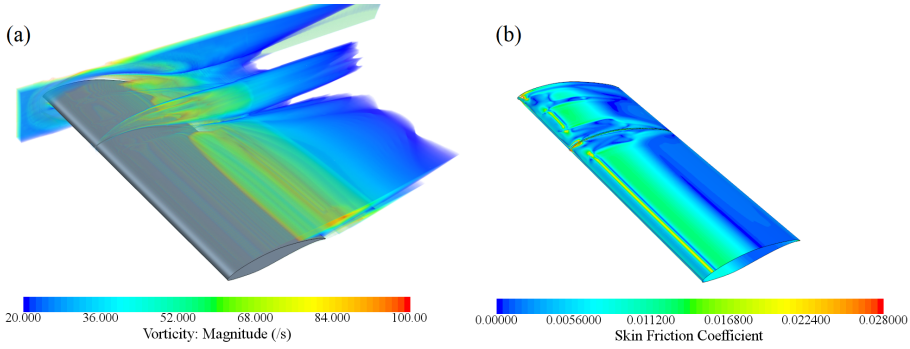 (a)
(b)
20.000 36.000 52.000 68.000 84.000 100.00
Vorticity: Magnitude (/s)
0.00000 0.0056000 0.011200 0.016800 0.022400 0.028000
Skin Friction Coefficient